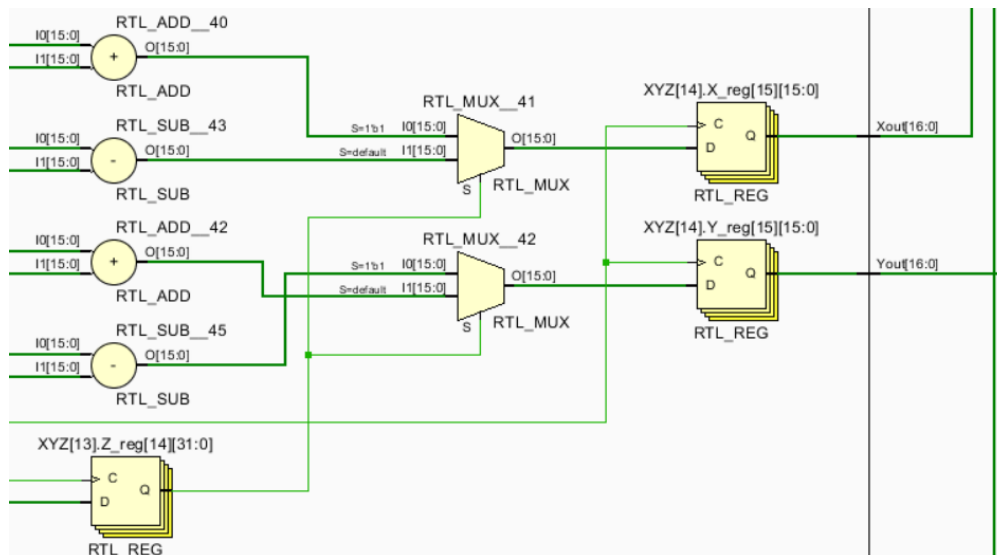 RTL_ADD__40
I0[15:0]
I1[15:0]
+
O[15:0]
RTL_ADD
RTL_SUB__43
I0[15:0]
I1[15:0]
-
O[15:0]
RTL_SUB
RTL_ADD__42
I0[15:0]
I1[15:0]
+
O[15:0]
RTL_ADD
RTL_SUB__45
I0[15:0]
I1[15:0]
-
O[15:0]
RTL_SUB
XYZ[13].Z_reg[14][31:0]
C
D
Q
RTL_REG
RTL_MUX__41
S=1'b1 I0[15:0]
S=default I1[15:0]
O[15:0]
S
RTL_MUX
RTL_MUX__42
S=1'b1 I0[15:0]
S=default I1[15:0]
O[15:0]
S
RTL_MUX
XYZ[14].X_reg[15][15:0]
C
D
Q
RTL_REG
XYZ[14].Y_reg[15][15:0]
C
D
Q
RTL_REG
Xout[16:0]
Yout[16:0]